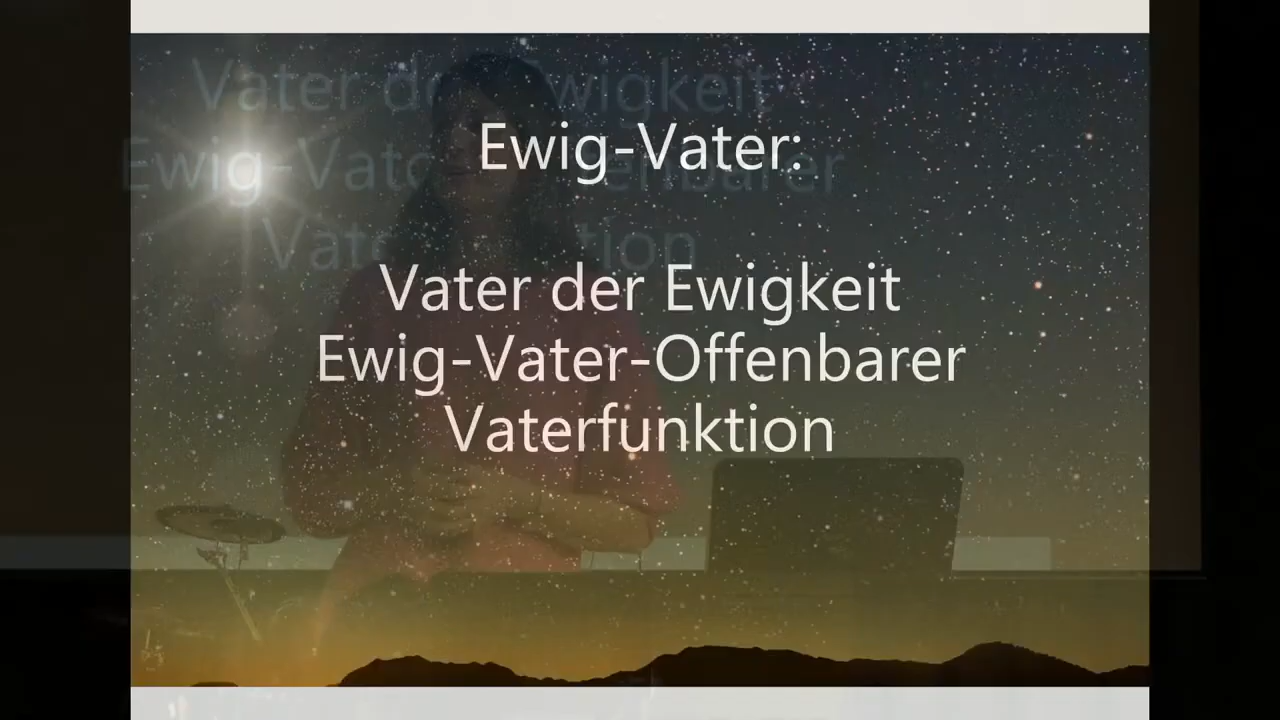 Ewig-Vater:
Vater der Ewigkeit
Ewig-Vater-Offenbarer
Vaterfunktion